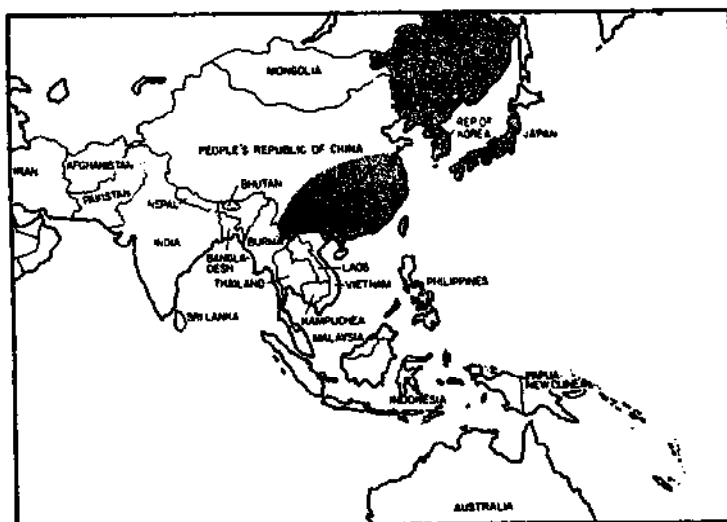 MONGOLIA
REP OF
KOREA
JAPAN
PEOPLE'S REPUBLIC OF CHINA
IRAN
AFGHANISTAN
PAKISTAN
BHUTAN
NEPAL
INDIA
BURMA
BANGLA-
DESH
LAOS
THAILAND
VIETNAM
PHILIPPINES
SRI LANKA
KAMPUCHEA
MALAYSIA
PAPUA
NEW GUINEA
INDONESIA
AUSTRALIA